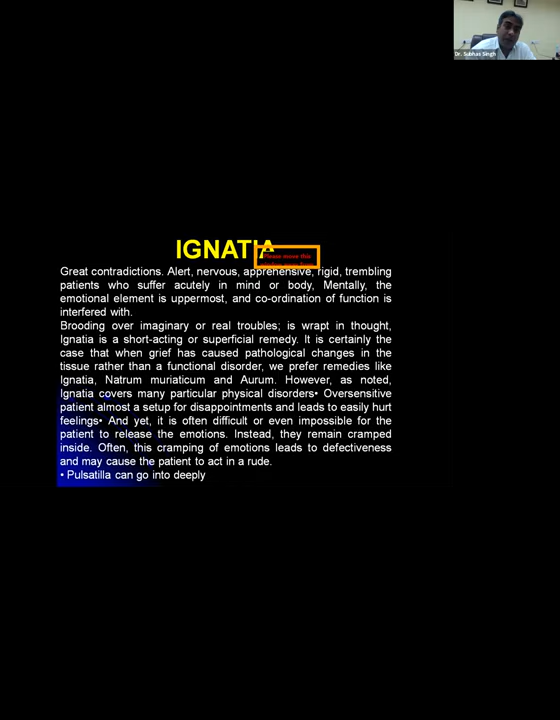 Dr. Subhas Singh
IGNATIA
Please move this
Great contradictions. Alert, nervous, apprehensive, rigid, trembling
patients who suffer acutely in mind or body, Mentally, the
emotional element is uppermost, and co-ordination of function is
interfered with.
Brooding over imaginary or real troubles; is wrapt in thought,
Ignatia is a short-acting or superficial remedy. It is certainly the
case that when grief has caused pathological changes in the
tissue rather than a functional disorder, we prefer remedies like
Ignatia, Natrum muriaticum and Aurum. However, as noted,
Ignatia covers many particular physical disorders• Oversensitive
patient almost a setup for disappointments and leads to easily hurt
feelings• And yet, it is often difficult or even impossible for the
patient to release the emotions. Instead, they remain cramped
inside. Often, this cramping of emotions leads to defectiveness
and may cause the patient to act in a rude.
• Pulsatilla can go into deeply